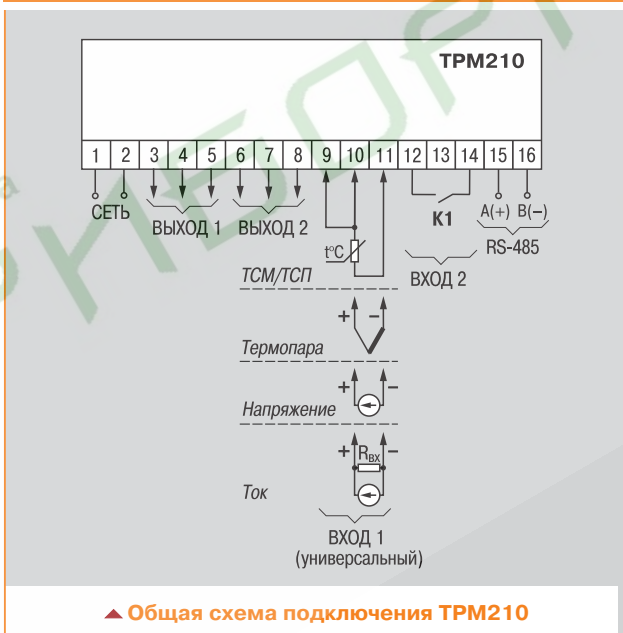 ТРМ210
1 2 3 4 5 6 7 8 9 10 11 12 13 14 15 16
СЕТЬ
ВЫХОД 1
ВЫХОД 2
K1
A(+) B(–)
RS-485
ВХОД 2
t°C
ТСМ/ТСП
+ –
Термопара
+ –
Напряжение
+ Rвх –
Ток
ВХОД 1
(универсальный)
▲ Общая схема подключения ТРМ210